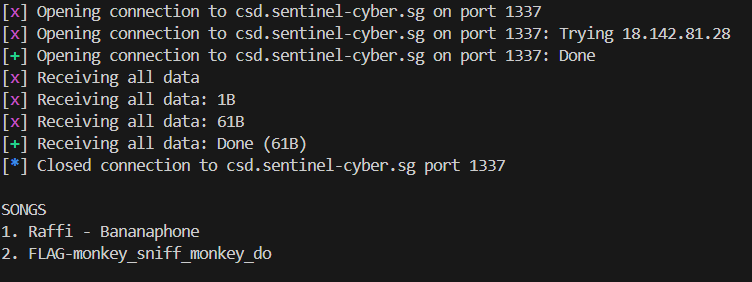 [x] Opening connection to csd.sentinel-cyber.sg on port 1337
[x] Opening connection to csd.sentinel-cyber.sg on port 1337: Trying 18.142.81.28
[+] Opening connection to csd.sentinel-cyber.sg on port 1337: Done
[x] Receiving all data
[x] Receiving all data: 1B
[x] Receiving all data: 61B
[+] Receiving all data: Done (61B)
[*] Closed connection to csd.sentinel-cyber.sg port 1337
SONGS
1. Raffi - Bananaphone
2. FLAG-monkey_sniff_monkey_do